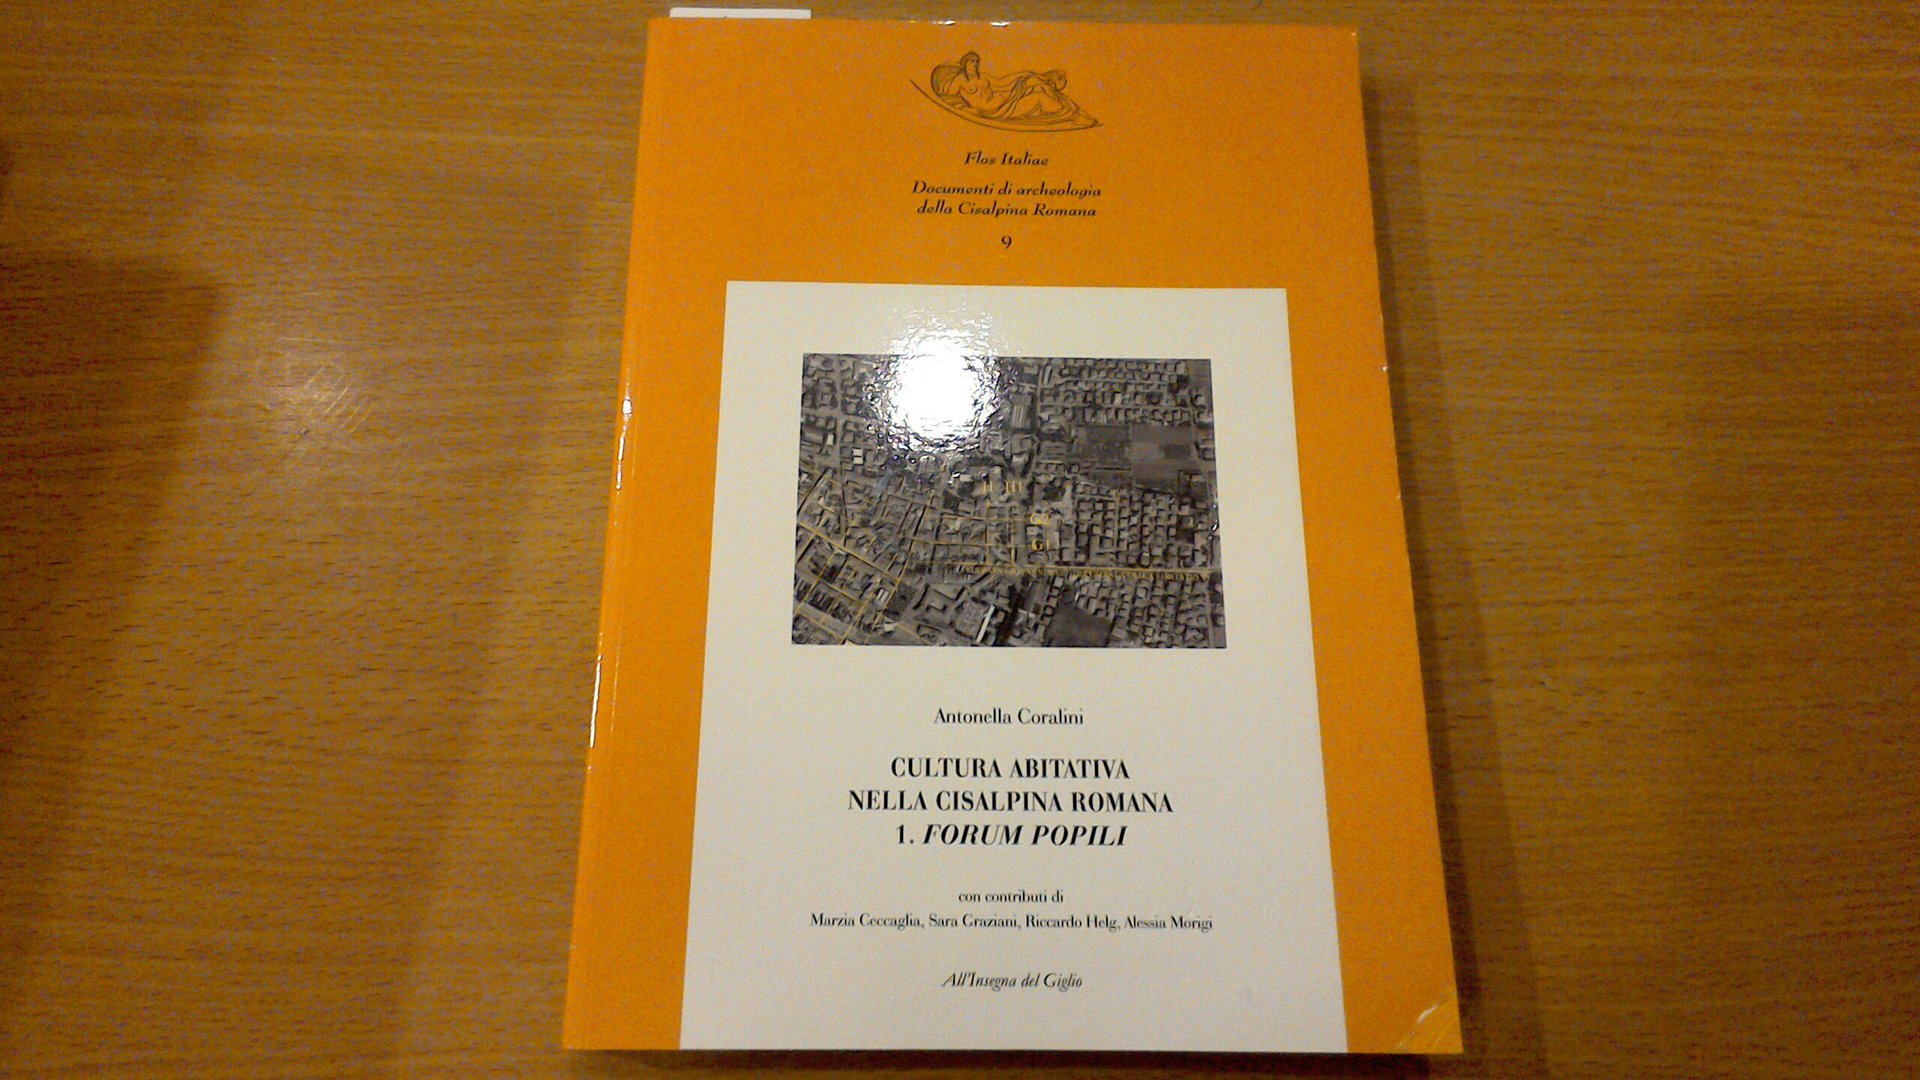 Flos Italiae
Documenti di archeologia
della Cisalpina Romana
9
Antonella Coralini
CULTURA ABITATIVA
NELLA CISALPINA ROMANA
1. FORUM POPILI
con contributi di
Marzia Ceccaglia, Sara Graziani, Riccardo Helg, Alessia Morigi
All'Insegna del Giglio